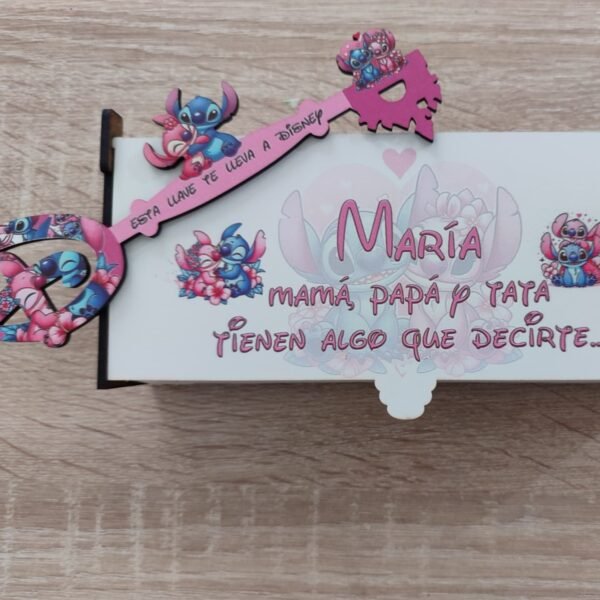 ESTA LLAVE TE LLEVA A DISNEY
MARÍA
MAMÁ, PAPÁ Y TATA
TIENEN ALGO QUE DECIRTE...